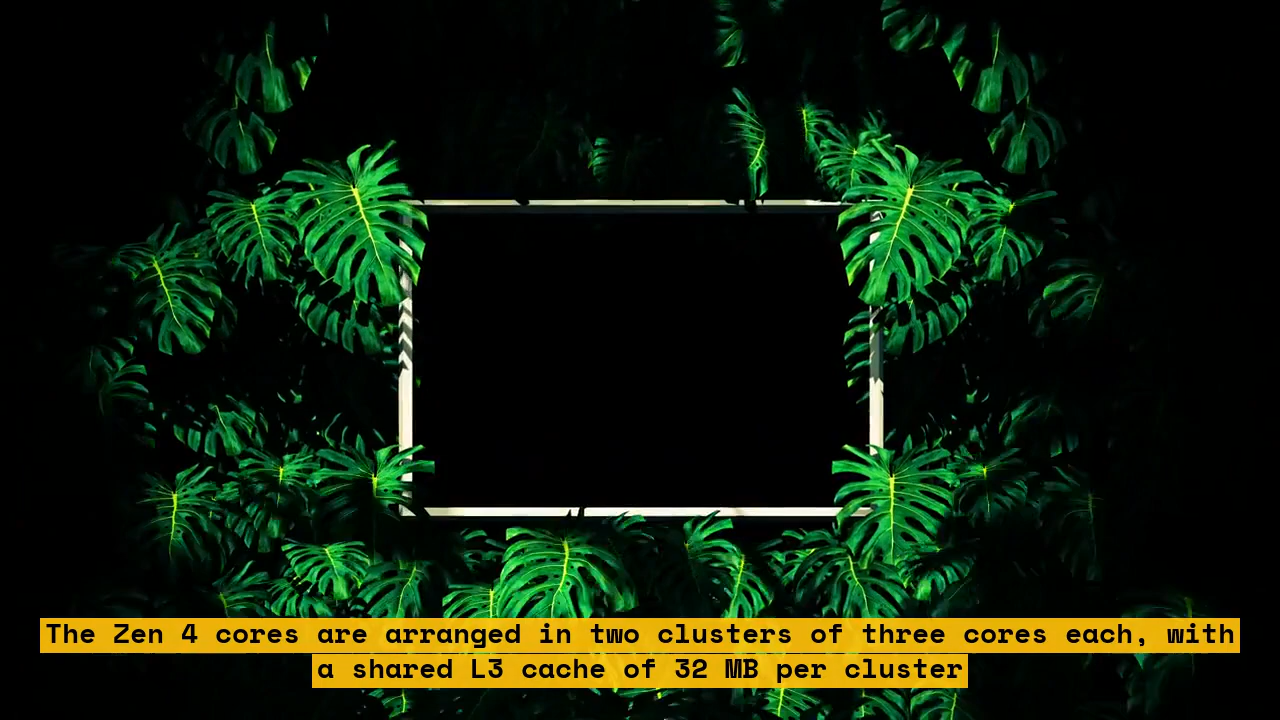 The Zen 4 cores are arranged in two clusters of three cores each, with
a shared L3 cache of 32 MB per cluster